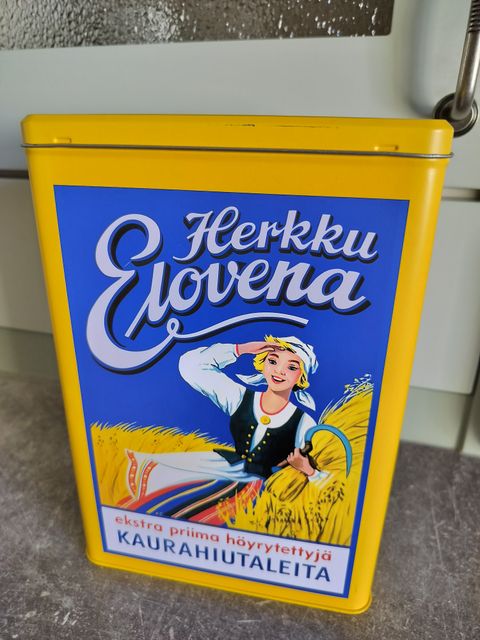 Herkku
Elovena
ekstra priima höyrytettyjä
KAURAHIUTALEITA